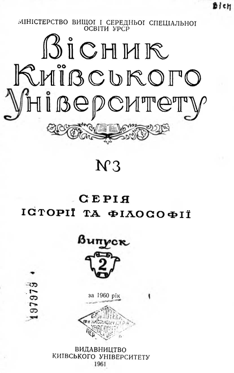 МІНІСТЕРСТВО ВИЩОЇ І СЕРЕДНЬОЇ СПЕЦІАЛЬНОЇ
ОСВІТИ УРСР
Вісник
Київського
Університету
№3
СЕРІЯ
ІСТОРІЇ ТА ФІЛОСОФІЇ
Випуск
2
за 1960 рік
197979
ВИДАВНИЦТВО
КИЇВСЬКОГО УНІВЕРСИТЕТУ
1961